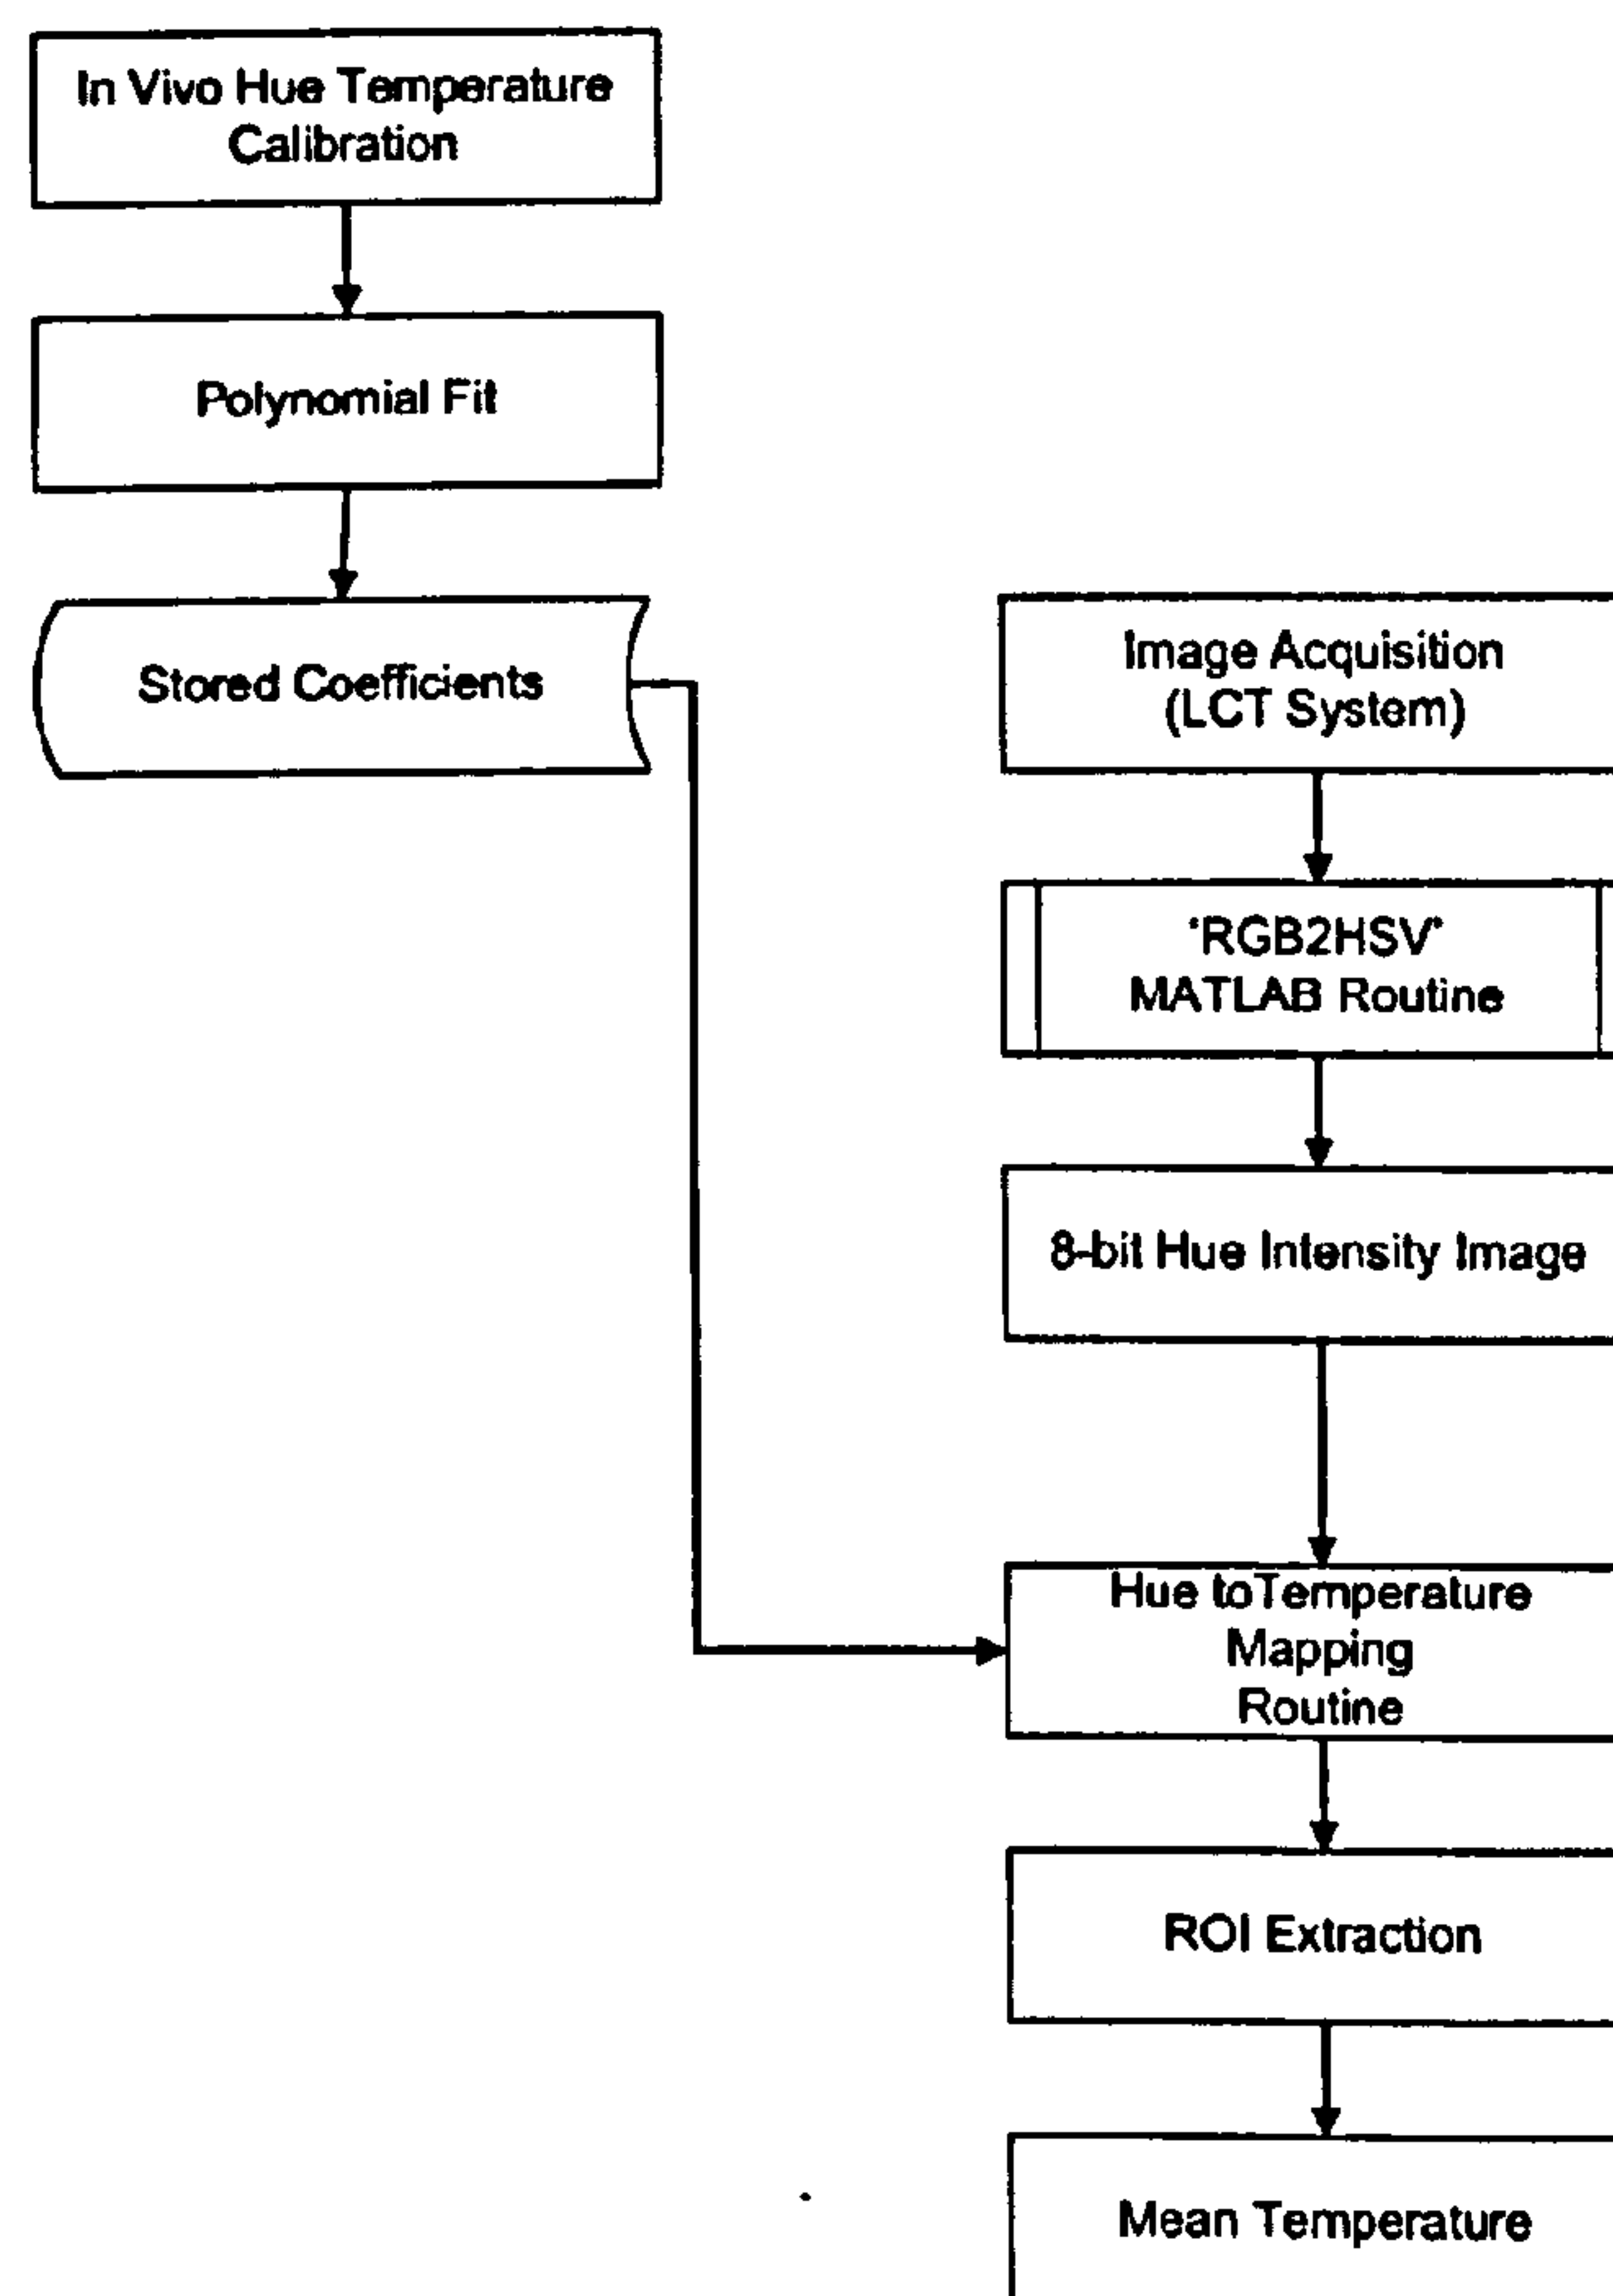 In Vivo Hue Temperature
Calibration
Polynomial Fit
Stored Coefficients
Image Acquisition
(LCT System)
"RGB2HSV"
MATLAB Routine
8-bit Hue Intensity Image
Hue toTemperature
Mapping
Routine
ROI Extraction
Mean Temperature